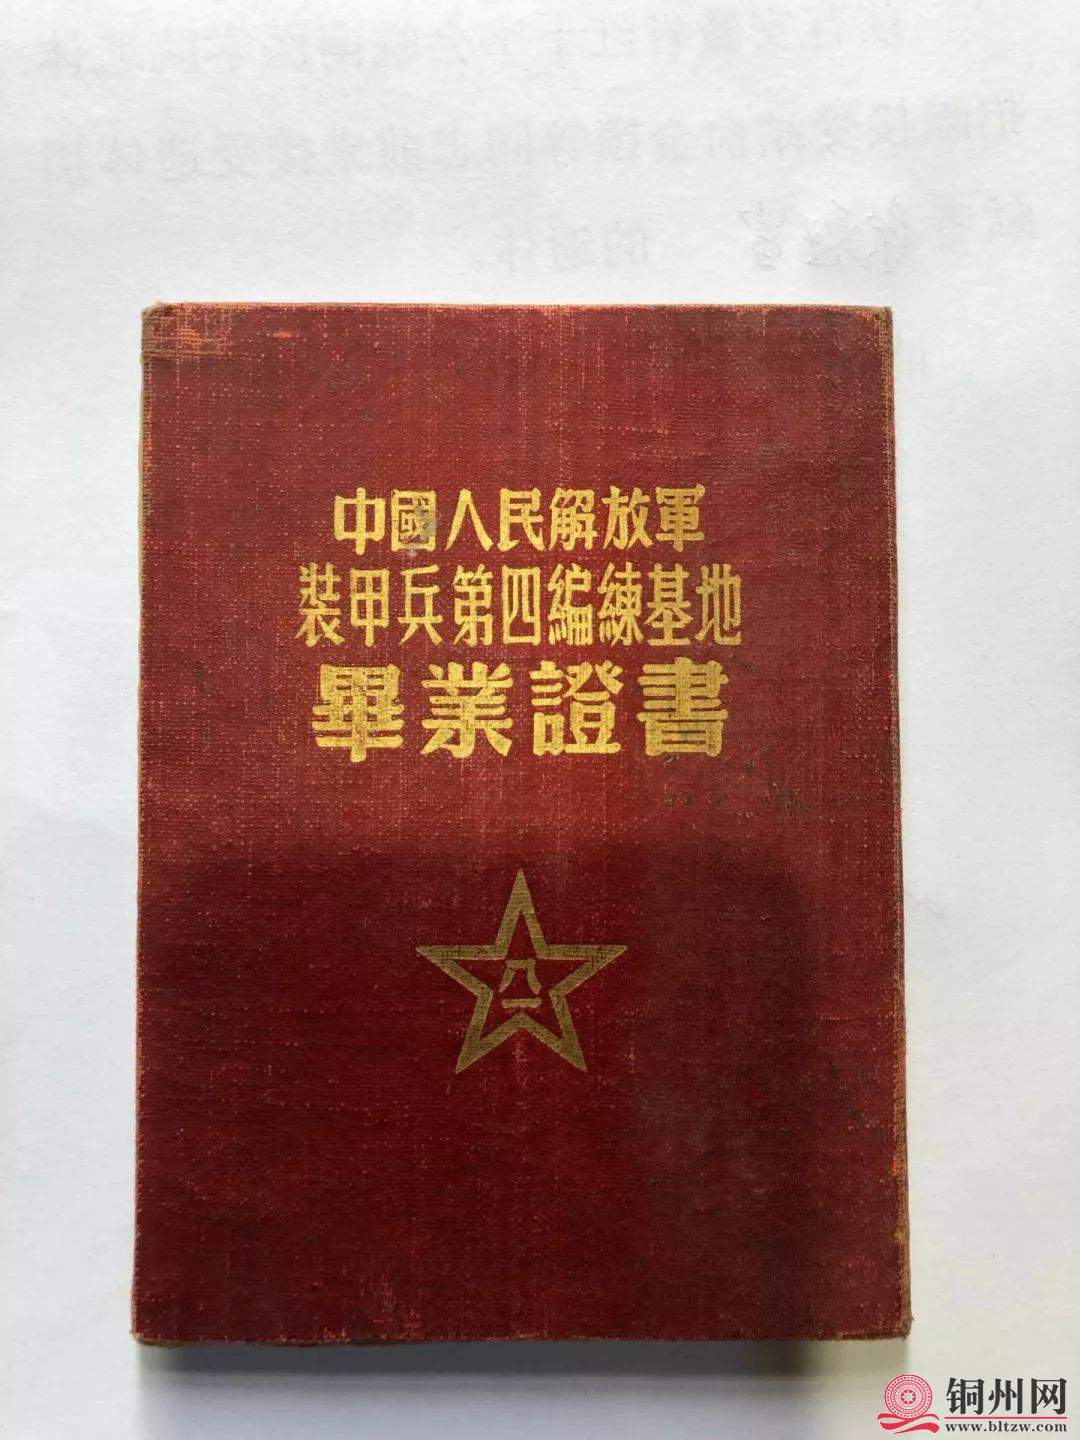 中國人民解放軍
装甲兵第四編練基地
畢業證書
八一
铜州网
www.bltzw.com